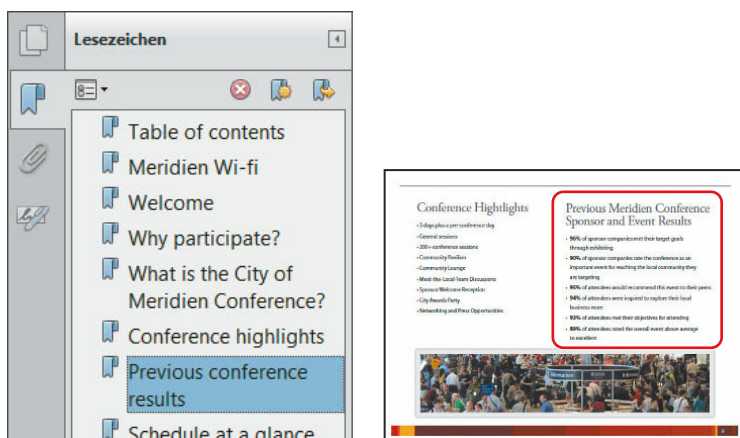 Lesezeichen
Table of contents
Meridien Wi-fi
Welcome
Why participate?
What is the City of
Meridien Conference?
Conference highlights
Previous conference
results
Schedule at a glance
Conference Hightlights
• 3 days plus a pre-conference day
• General sessions
• 200+ conference sessions
• Community Pavilion
• Community Lounge
• Meet-the-Local-Team Discussions
• Sponsor Welcome Reception
• City Awards Party
• Networking and Press Opportunities
Previous Meridien Conference
Sponsor and Event Results
• 96% of sponsor companies met their target goals
through exhibiting
• 90% of sponsor companies rate the conference as an
important event for reaching the local community they
are targeting
• 95% of attendees would recommend this event to their peers
• 94% of attendees were inspired to explore their local
business more
• 93% of attendees met their objectives for attending
• 89% of attendees rated the overall event above average
to excellent
Information